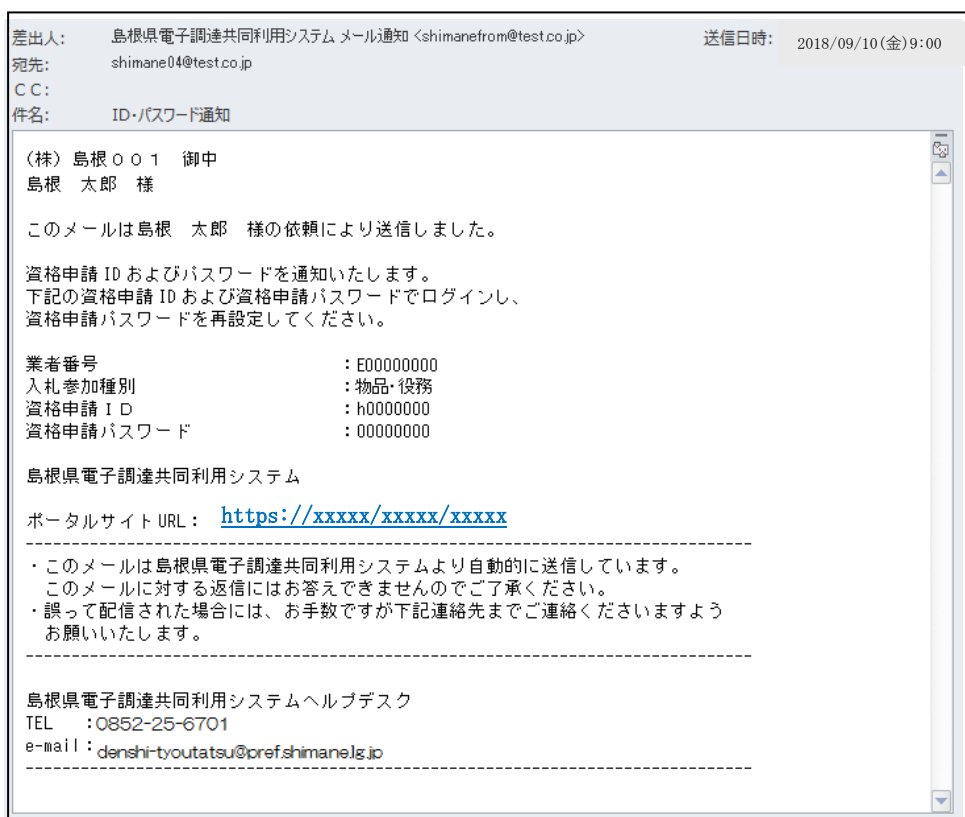 差出人: 島根県電子調達共同利用システム メール通知 <shimanefrom@test.co.jp> 送信日時: 2018/09/10(金)9:00
宛先: shimane04@test.co.jp
CC:
件名: ID・パスワード通知
(株) 島根００１ 御中
島根 太郎 様
このメールは島根 太郎 様の依頼により送信しました。
資格申請IDおよびパスワードを通知いたします。
下記の資格申請IDおよび資格申請パスワードでログインし、
資格申請パスワードを再設定してください。
業者番号 : E00000000
入札参加種別 : 物品・役務
資格申請ＩＤ : h0000000
資格申請パスワード : 00000000
島根県電子調達共同利用システム
ポータルサイトURL: https://xxxxx/xxxxx/xxxxx
-------------------------------------------------------------------------------
・このメールは島根県電子調達共同利用システムより自動的に送信しています。
このメールに対する返信にはお答えできませんのでご了承ください。
・誤って配信された場合には、お手数ですが下記連絡先までご連絡くださいますよう
お願いいたします。
-------------------------------------------------------------------------------
島根県電子調達共同利用システムヘルプデスク
TEL :0852-25-6701
e-mail:denshi-tyoutatsu@pref.shimane.lg.jp
-------------------------------------------------------------------------------